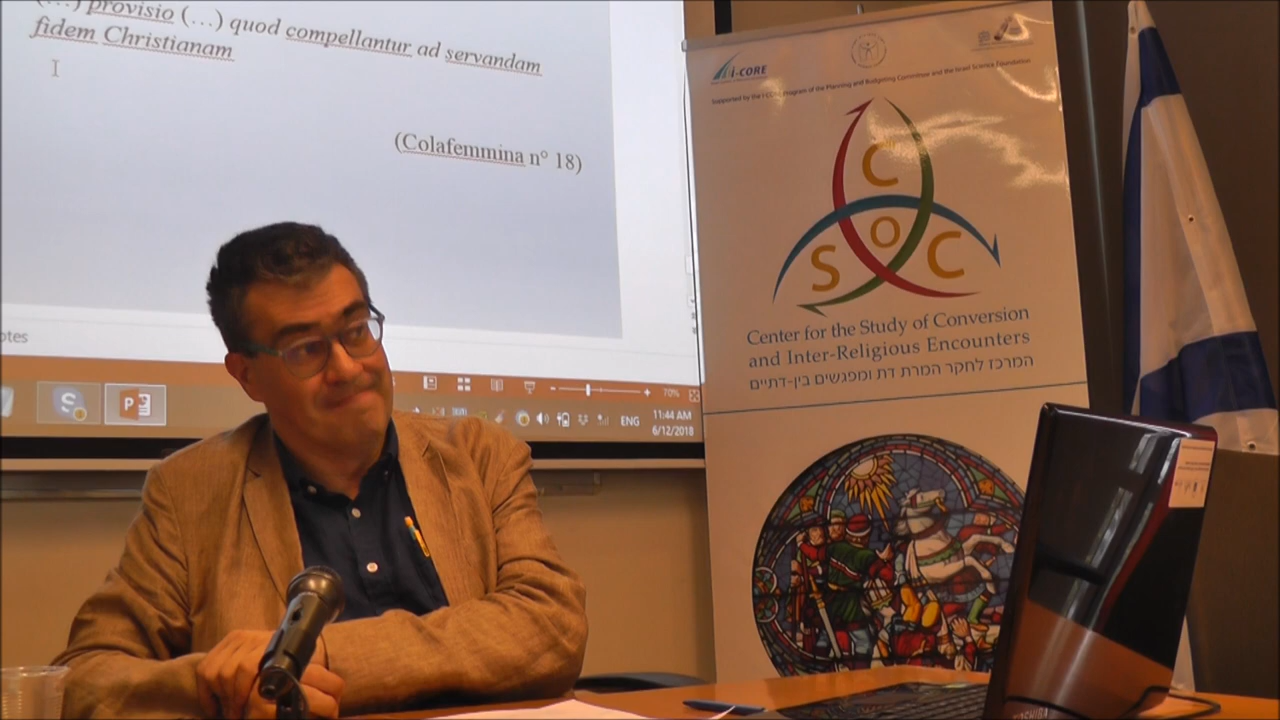 (…) provisio (…) quod compellantur ad servandam
fidem Christianam
(Colafemmina n° 18)
otes
70%
ENG
11:44 AM
6/12/2018
I-CORE
Supported by the I-CORE Program of the Planning and Budgeting Committee and the Israel Science Foundation
C
S O C
Center for the Study of Conversion
and Inter-Religious Encounters
המרכז לחקר המרת דת ומפגשים בין-דתיים
TOSHIBA